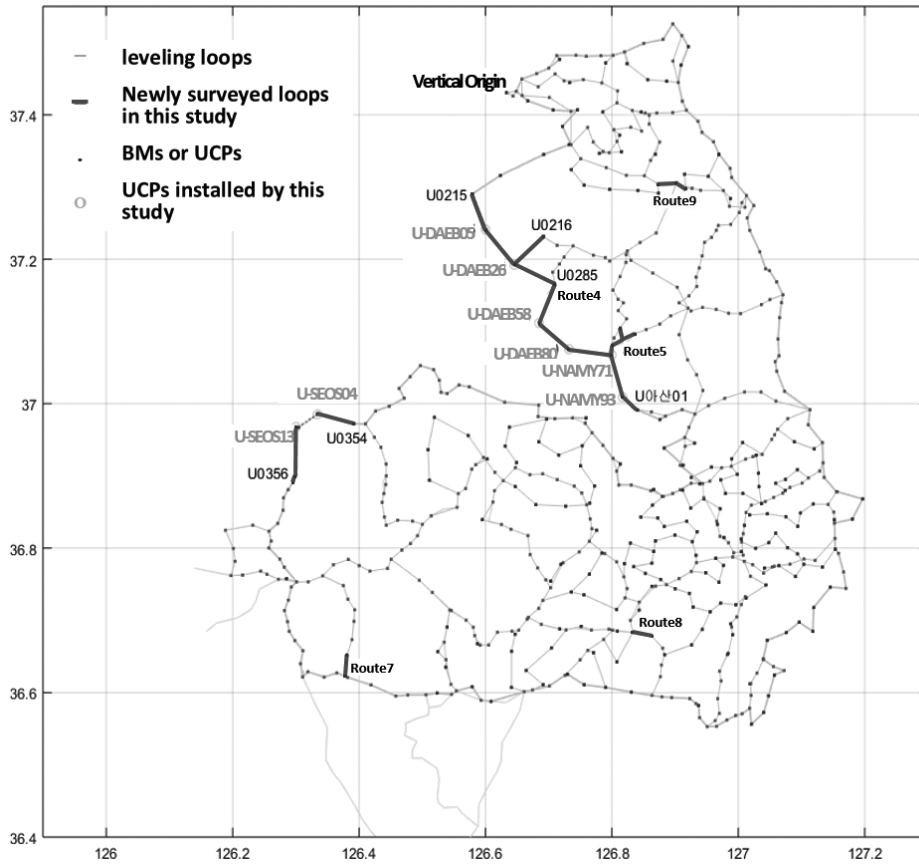 leveling loops
Newly surveyed loops
in this study
BMs or UCPs
UCPs installed by this
study
Vertical Origin
37.4
U0215
Route9
U-DAEB05
U0216
37.2
U-DAEB26
U0285
Route4
U-DAEB58
U-DAEB80
Route5
U-NAMY71
U-SEOS04
U-NAMY93
U아산01
37
U-SEOS13
U0354
U0356
36.8
Route8
Route7
36.6
36.4
126
126.2
126.4
126.6
126.8
127
127.2